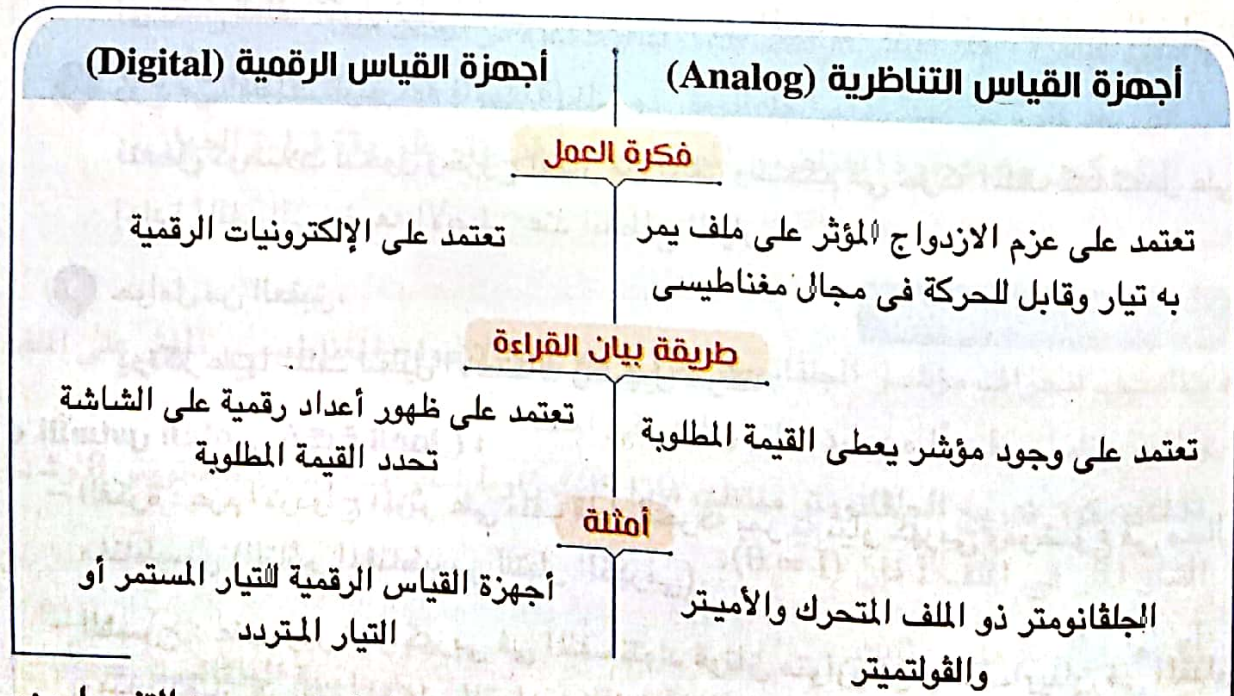 أجهزة القياس التناظرية (Analog)
أجهزة القياس الرقمية (Digital)
فكرة العمل
تعتمد على عزم الازدواج المؤثر على ملف يمر
به تيار وقابل للحركة فى مجال مغناطيسى
تعتمد على الإلكترونيات الرقمية
طريقة بيان القراءة
تعتمد على وجود مؤشر يعطى القيمة المطلوبة
تعتمد على ظهور أعداد رقمية على الشاشة
تحدد القيمة المطلوبة
أمثلة
الجلڤانومتر ذو الملف المتحرك والأميتر
والڤولتميتر
أجهزة القياس الرقمية للتيار المستمر أو
التيار المتردد